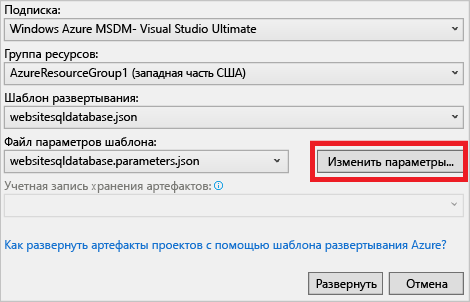 Подписка:
Windows Azure MSDM- Visual Studio Ultimate
Группа ресурсов:
AzureResourceGroup1 (западная часть США)
Шаблон развертывания:
websitesqldatabase.json
Файл параметров шаблона:
websitesqldatabase.parameters.json
Изменить параметры...
Учетная запись хранения артефактов:
Как развернуть артефакты проектов с помощью шаблона развертывания Azure?
Развернуть
Отмена